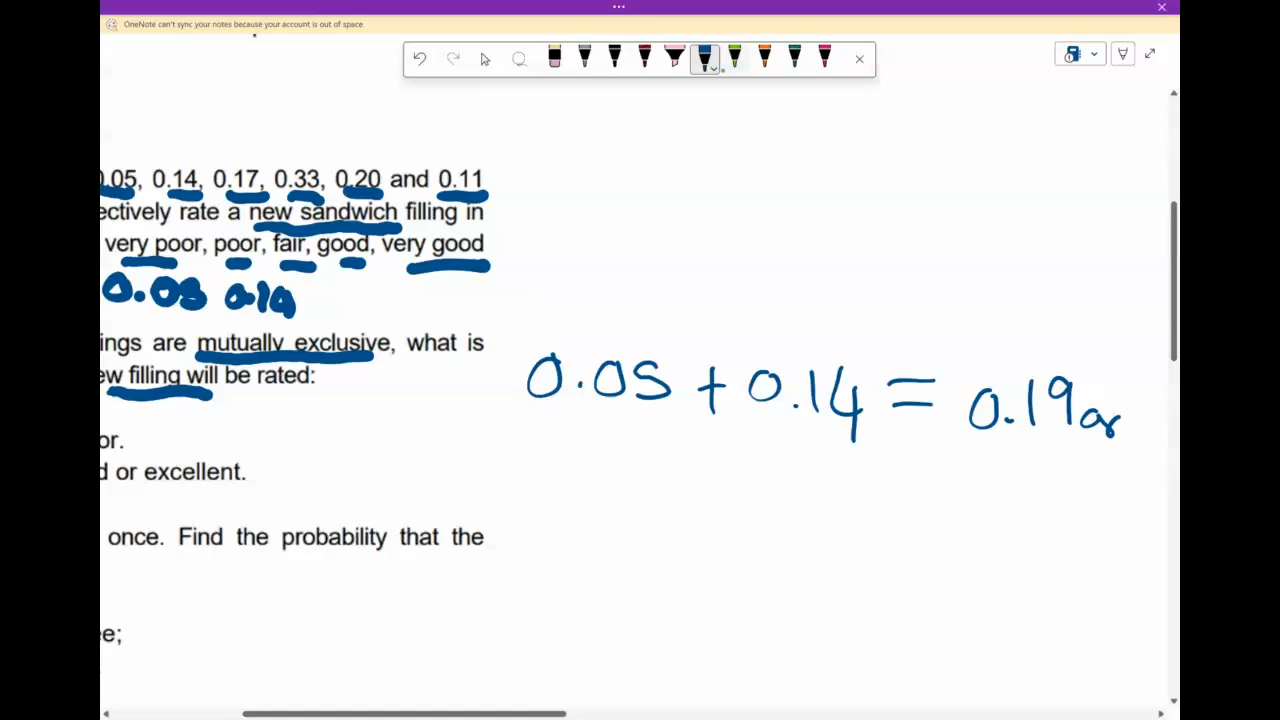 OneNote can't sync your notes because your account is out of space
0.05, 0.14, 0.17, 0.33, 0.20 and 0.11
ectively rate a new sandwich filling in
very poor, poor, fair, good, very good
0.05 0.14
ings are mutually exclusive, what is
ew filling will be rated:
0.05 + 0.14 = 0.19 or
or.
d or excellent.
once. Find the probability that the
ee;